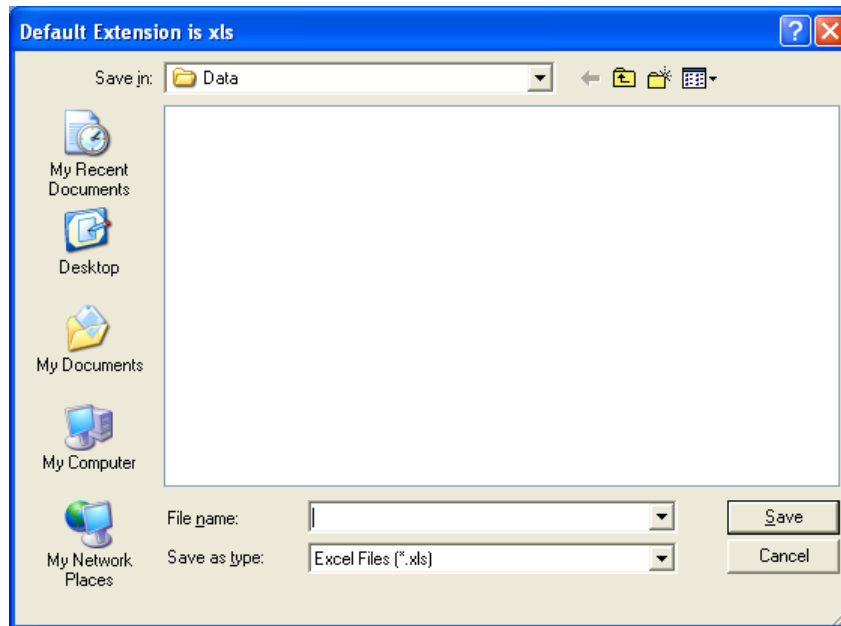 Default Extension is xls
Save in: Data
My Recent
Documents
Desktop
My Documents
My Computer
My Network
Places
File name:
Save
Save as type: Excel Files (*.xls)
Cancel